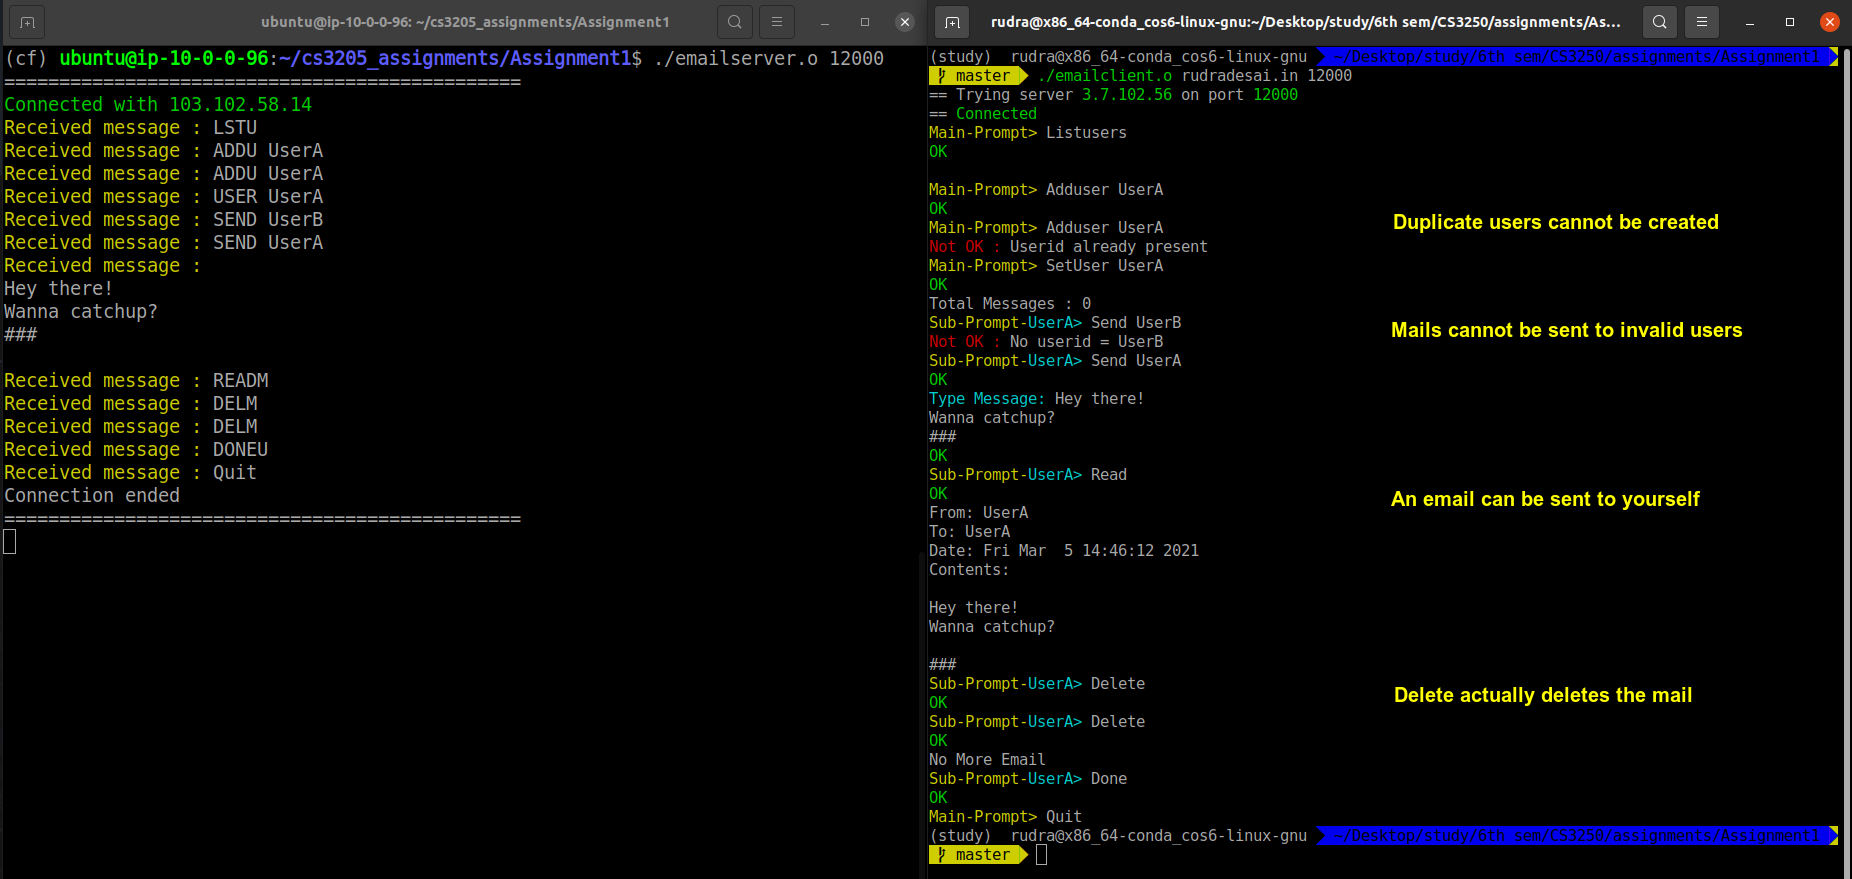 ubuntu@ip-10-0-0-96: ~/cs3205_assignments/Assignment1
(cf) ubuntu@ip-10-0-0-96:~/cs3205_assignments/Assignment1$ ./emailserver.o 12000
===============================================
Connected with 103.102.58.14
Received message : LSTU
Received message : ADDU UserA
Received message : ADDU UserA
Received message : USER UserA
Received message : SEND UserB
Received message : SEND UserA
Received message :
Hey there!
Wanna catchup?
###
Received message : READM
Received message : DELM
Received message : DELM
Received message : DONEU
Received message : Quit
Connection ended
===============================================
rudra@x86_64-conda_cos6-linux-gnu:~/Desktop/study/6th sem/CS3250/assignments/As...
(study) rudra@x86_64-conda_cos6-linux-gnu ~/Desktop/study/6th sem/CS3250/assignments/Assignment1
master ./emailclient.o rudradesai.in 12000
== Trying server 3.7.102.56 on port 12000
== Connected
Main-Prompt> Listusers
OK
Main-Prompt> Adduser UserA
OK
Duplicate users cannot be created
Main-Prompt> Adduser UserA
Not OK : Userid already present
Main-Prompt> SetUser UserA
OK
Total Messages : 0
Sub-Prompt-UserA> Send UserB
Mails cannot be sent to invalid users
Not OK : No userid = UserB
Sub-Prompt-UserA> Send UserA
OK
Type Message: Hey there!
Wanna catchup?
###
OK
Sub-Prompt-UserA> Read
OK
An email can be sent to yourself
From: UserA
To: UserA
Date: Fri Mar  5 14:46:12 2021
Contents:
Hey there!
Wanna catchup?
###
Sub-Prompt-UserA> Delete
Delete actually deletes the mail
OK
Sub-Prompt-UserA> Delete
OK
No More Email
Sub-Prompt-UserA> Done
OK
Main-Prompt> Quit
(study) rudra@x86_64-conda_cos6-linux-gnu ~/Desktop/study/6th sem/CS3250/assignments/Assignment1
master